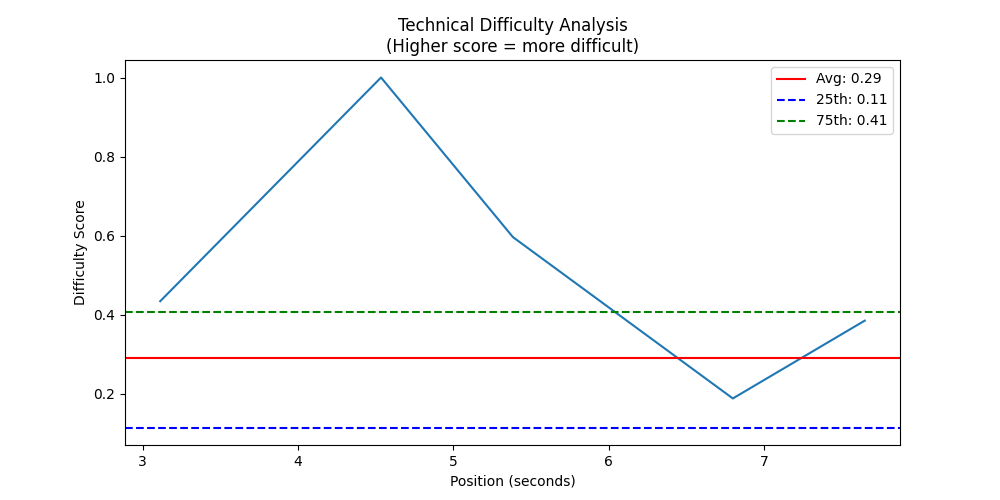 Technical Difficulty Analysis
(Higher score = more difficult)
Avg: 0.29
25th: 0.11
75th: 0.41
Difficulty Score
1.0
0.8
0.6
0.4
0.2
3 4 5 6 7
Position (seconds)